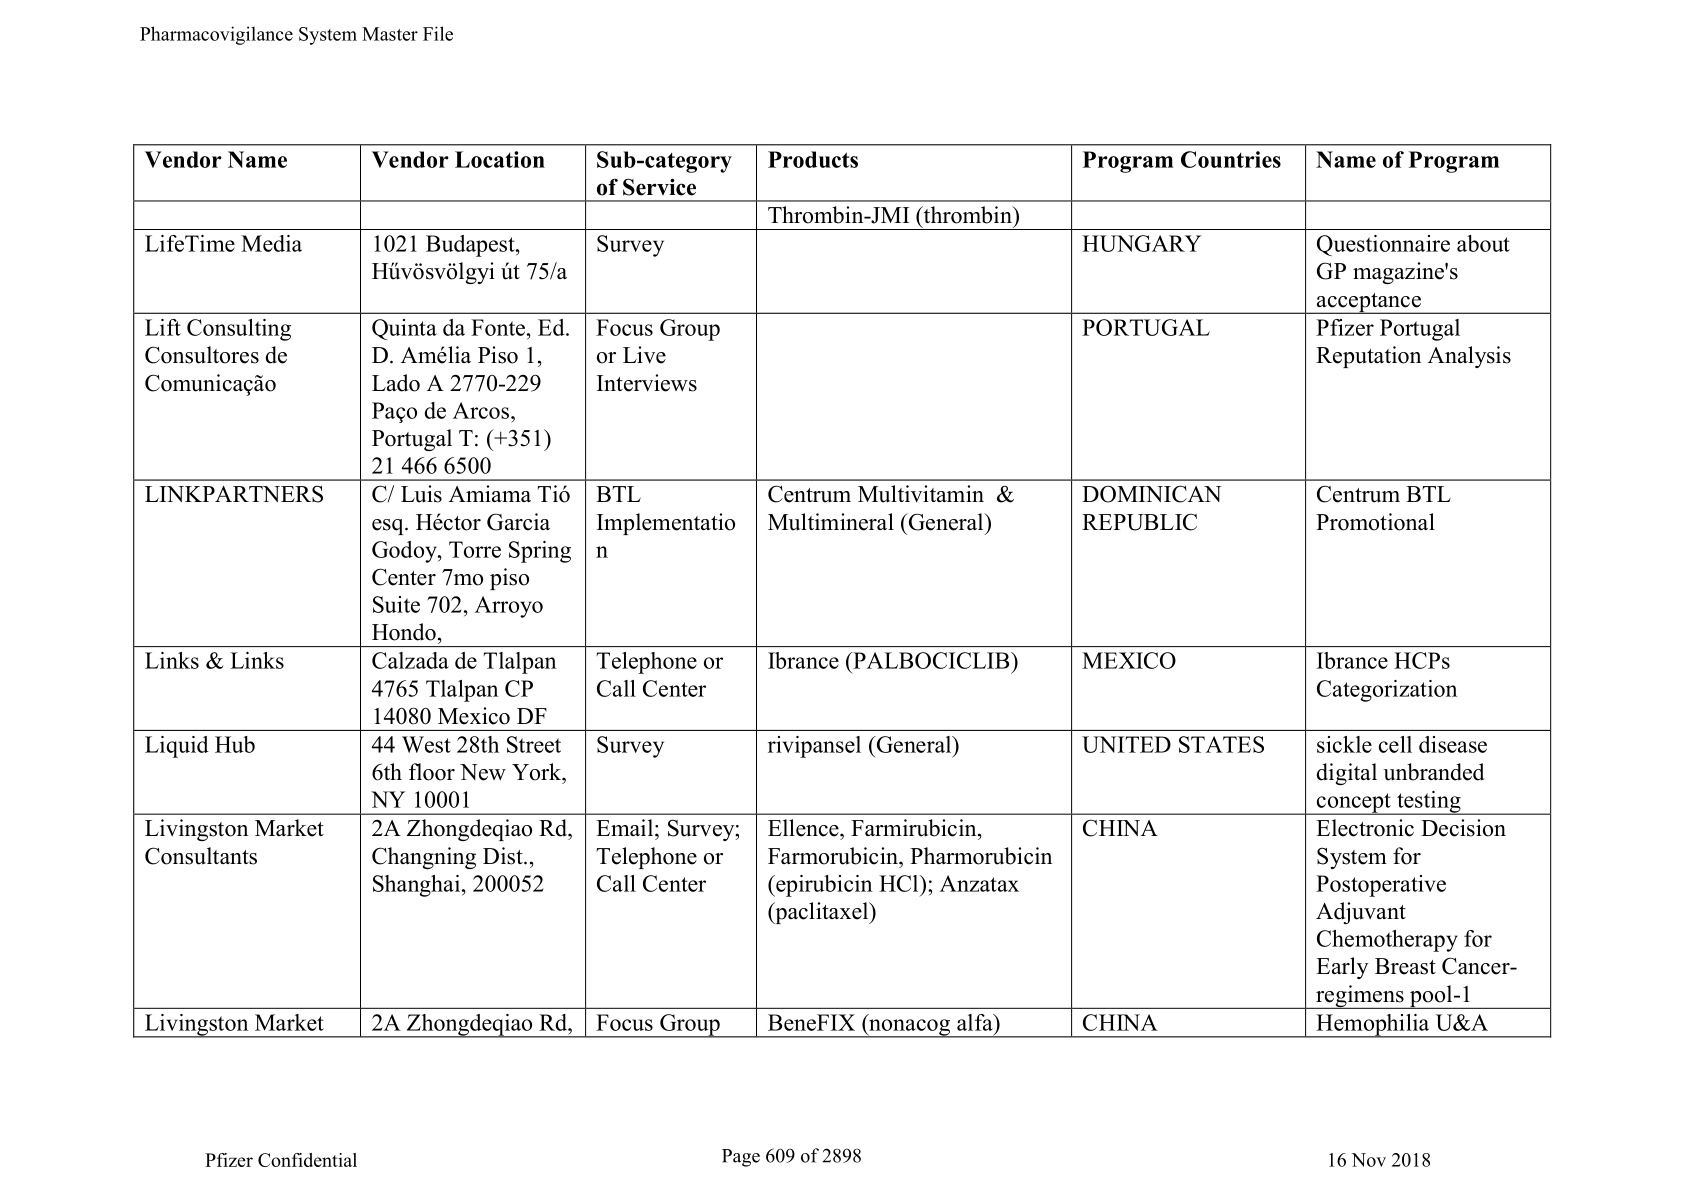 Pharmacovigilance System Master File
Vendor Name
Vendor Location
Sub-category
of Service
Products
Program Countries
Name of Program
Thrombin-JMI (thrombin)
LifeTime Media
1021 Budapest,
Hűvösvölgyi út 75/a
Survey
HUNGARY
Questionnaire about
GP magazine's
acceptance
Lift Consulting
Consultores de
Comunicação
Quinta da Fonte, Ed.
D. Amélia Piso 1,
Lado A 2770-229
Paço de Arcos,
Portugal T: (+351)
21 466 6500
Focus Group
or Live
Interviews
PORTUGAL
Pfizer Portugal
Reputation Analysis
LINKPARTNERS
C/ Luis Amiama Tió
esq. Héctor Garcia
Godoy, Torre Spring
Center 7mo piso
Suite 702, Arroyo
Hondo,
BTL
Implementatio
n
Centrum Multivitamin  &
Multimineral (General)
DOMINICAN
REPUBLIC
Centrum BTL
Promotional
Links & Links
Calzada de Tlalpan
4765 Tlalpan CP
14080 Mexico DF
Telephone or
Call Center
Ibrance (PALBOCICLIB)
MEXICO
Ibrance HCPs
Categorization
Liquid Hub
44 West 28th Street
6th floor New York,
NY 10001
Survey
rivipansel (General)
UNITED STATES
sickle cell disease
digital unbranded
concept testing
Livingston Market
Consultants
2A Zhongdeqiao Rd,
Changning Dist.,
Shanghai, 200052
Email; Survey;
Telephone or
Call Center
Ellence, Farmirubicin,
Farmorubicin, Pharmorubicin
(epirubicin HCl); Anzatax
(paclitaxel)
CHINA
Electronic Decision
System for
Postoperative
Adjuvant
Chemotherapy for
Early Breast Cancer-
regimens pool-1
Livingston Market
2A Zhongdeqiao Rd,
Focus Group
BeneFIX (nonacog alfa)
CHINA
Hemophilia U&A
Pfizer Confidential
Page 609 of 2898
16 Nov 2018